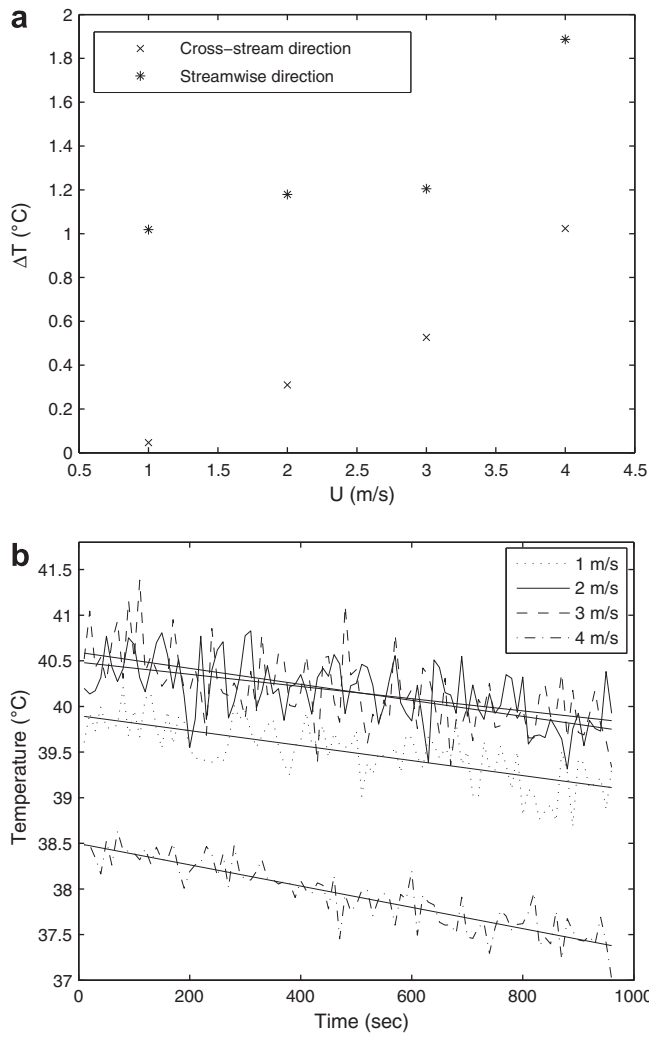 a
2
1.8
1.6
1.4
1.2
1
0.8
0.6
0.4
0.2
0
ΔT (°C)
Cross−stream direction
Streamwise direction
0.5 1 1.5 2 2.5 3 3.5 4 4.5
U (m/s)
b
41.5
41
40.5
40
39.5
39
38.5
38
37.5
37
Temperature (°C)
1 m/s
2 m/s
3 m/s
4 m/s
0 200 400 600 800 1000
Time (sec)